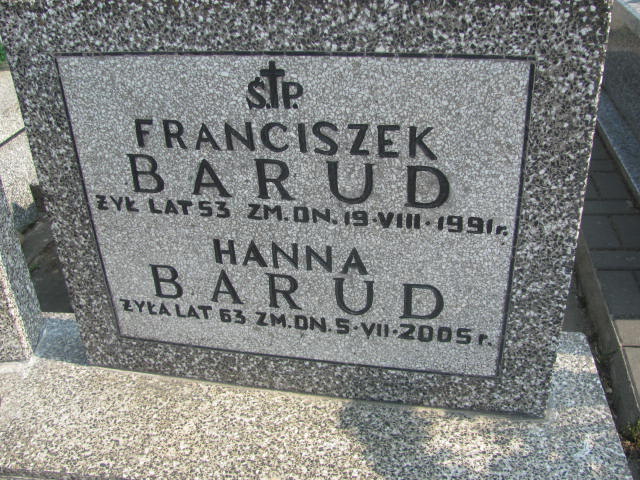 Ś.†P.
FRANCISZEK
BARUD
ŻYŁ LAT 53 ZM. DN. 19·VIII·1991 r.
HANNA
BARUD
ŻYŁA LAT 63 ZM. DN. 5·VII·2005 r.